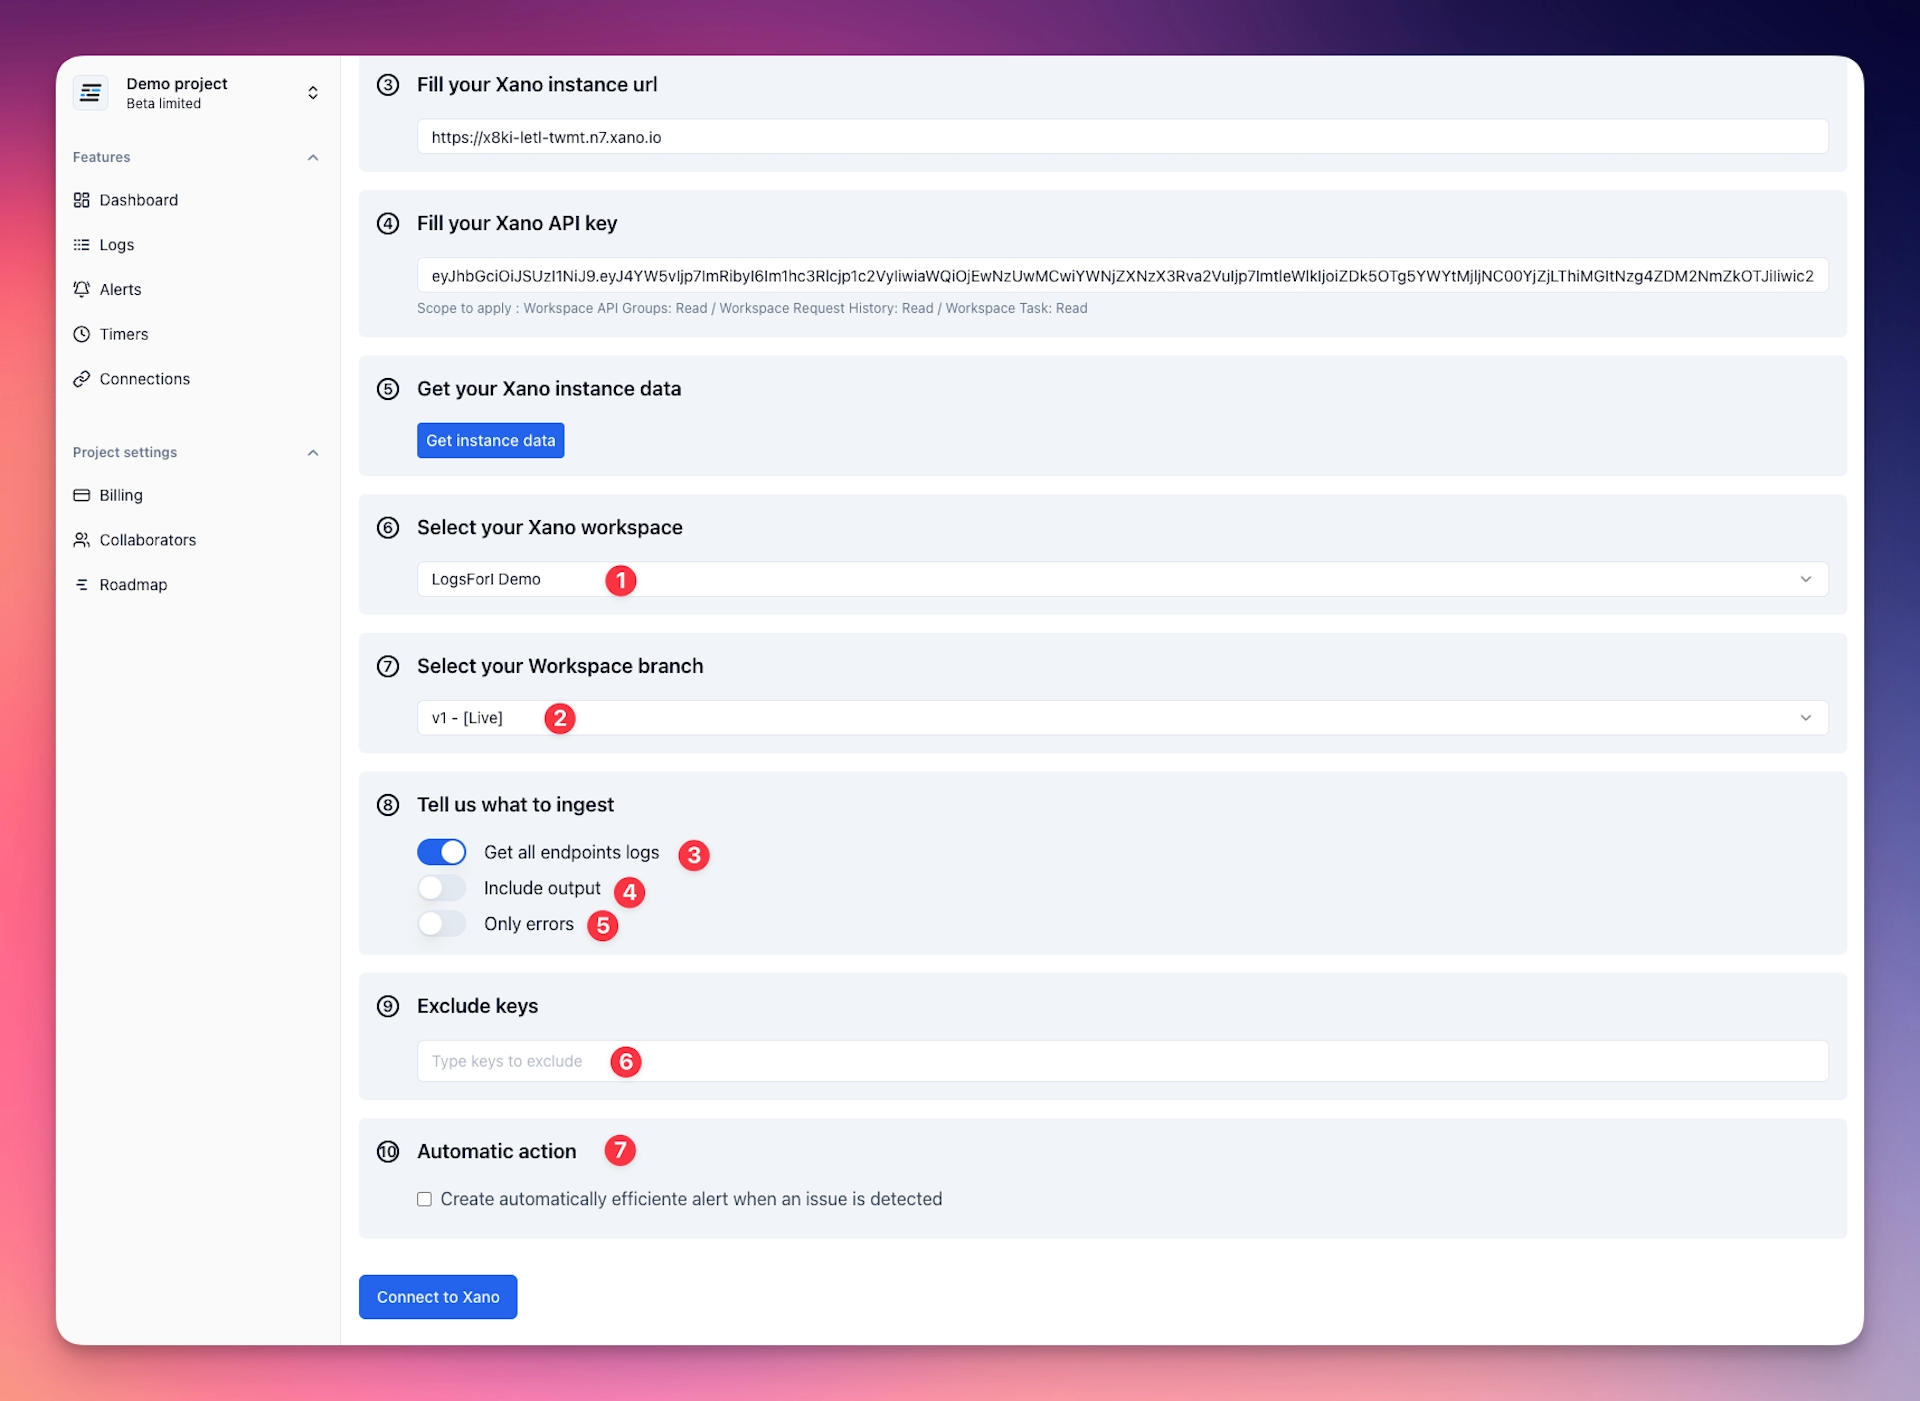 Demo project
Beta limited
Features
Dashboard
Logs
Alerts
Timers
Connections
Project settings
Billing
Collaborators
Roadmap
3 Fill your Xano instance url
https://x8ki-letl-twmt.n7.xano.io
4 Fill your Xano API key
Scope to apply : Workspace API Groups: Read / Workspace Request History: Read / Workspace Task: Read
5 Get your Xano instance data
Get instance data
6 Select your Xano workspace
LogsForI Demo 1
7 Select your Workspace branch
v1 - [Live] 2
8 Tell us what to ingest
Get all endpoints logs 3
Include output 4
Only errors 5
9 Exclude keys
Type keys to exclude 6
10 Automatic action 7
Create automatically efficiente alert when an issue is detected
Connect to Xano